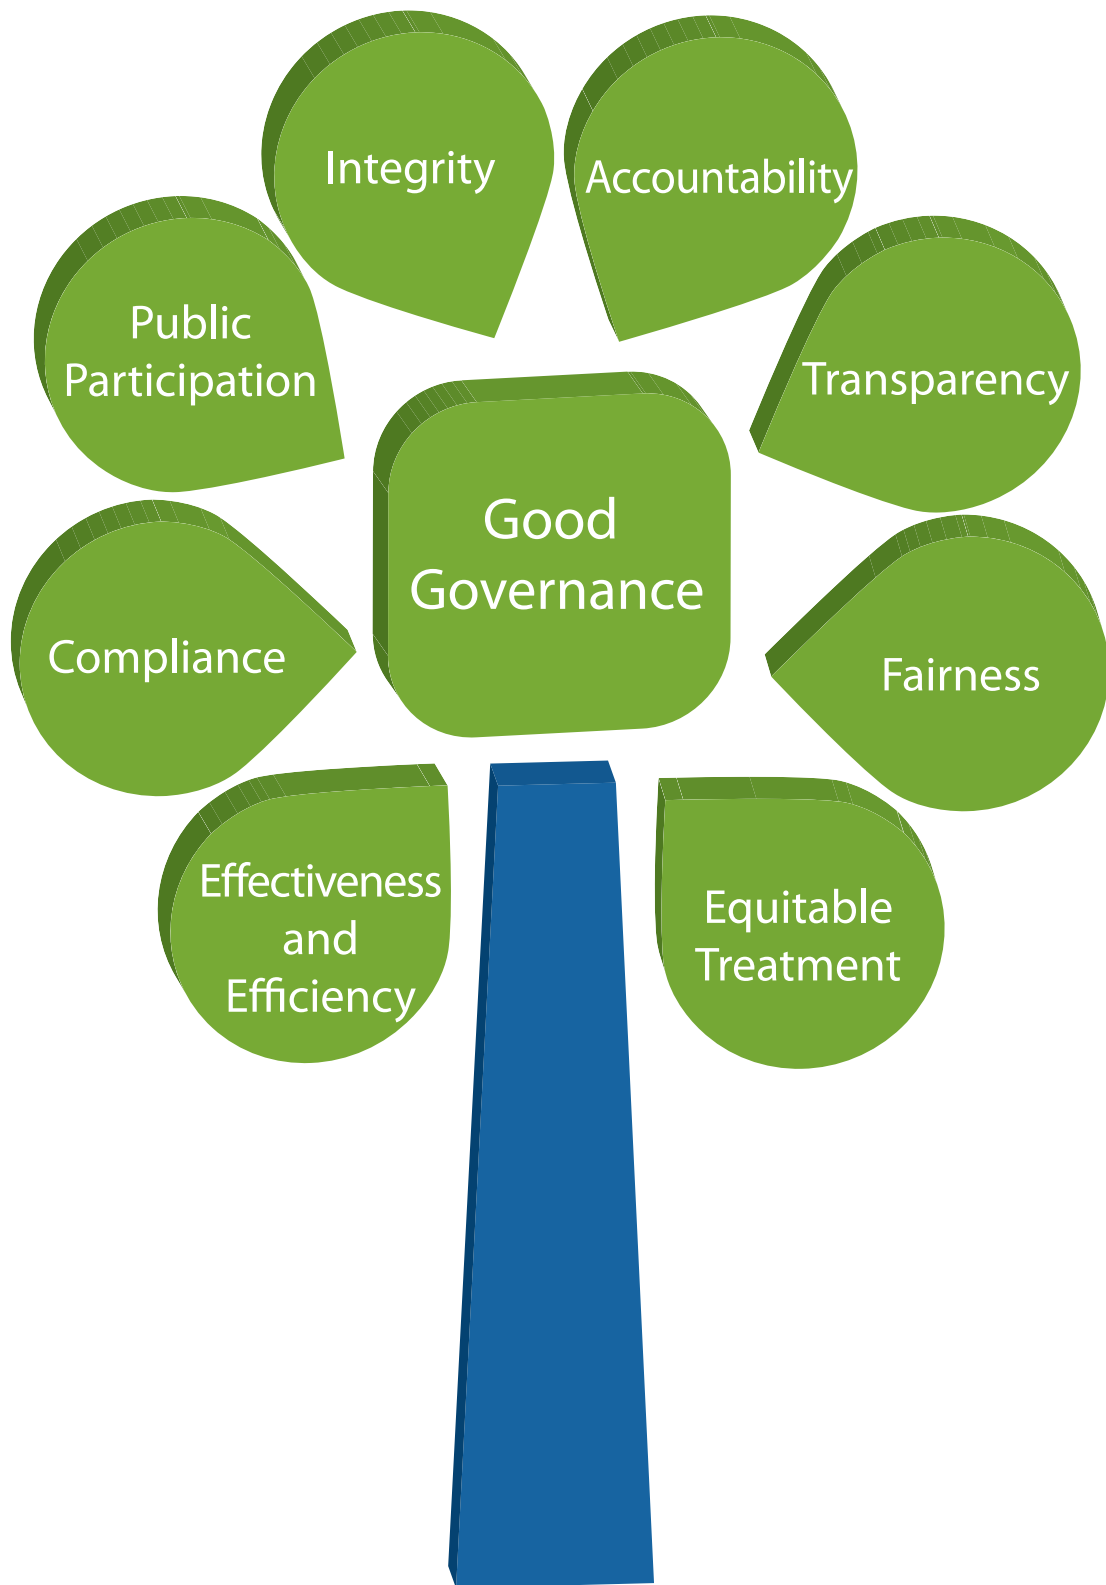 Integrity
Accountability
Public
Participation
Transparency
Good
Governance
Compliance
Fairness
Effectiveness
and
Efficiency
Equitable
Treatment